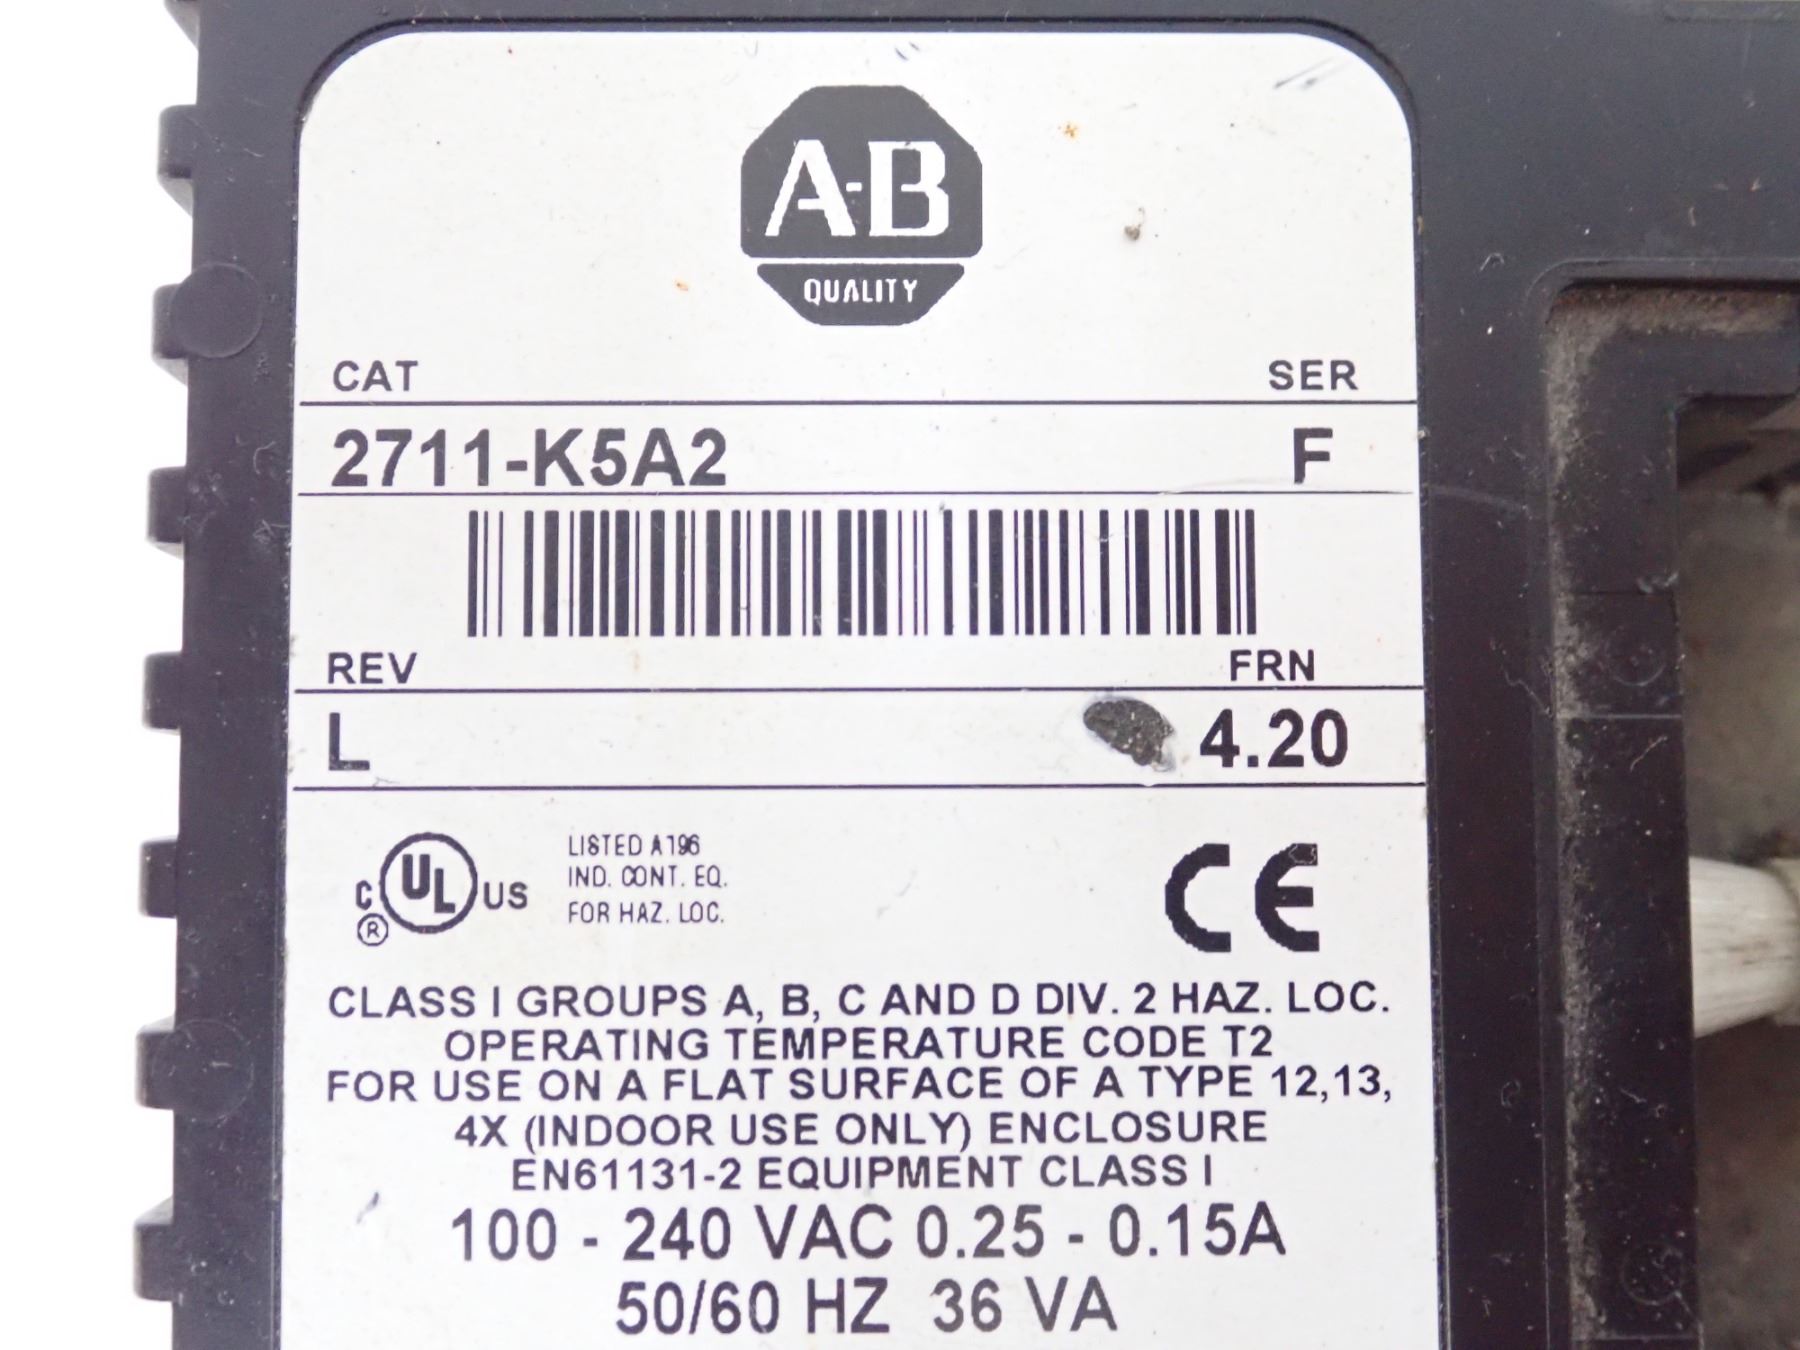 A-B
QUALITY
CAT SER
2711-K5A2 F
REV FRN
L 4.20
C UL US
®
LISTED A196
IND. CONT. EQ.
FOR HAZ. LOC.
CE
CLASS I GROUPS A, B, C AND D DIV. 2 HAZ. LOC.
OPERATING TEMPERATURE CODE T2
FOR USE ON A FLAT SURFACE OF A TYPE 12,13,
4X (INDOOR USE ONLY) ENCLOSURE
EN61131-2 EQUIPMENT CLASS I
100 - 240 VAC 0.25 - 0.15A
50/60 HZ 36 VA